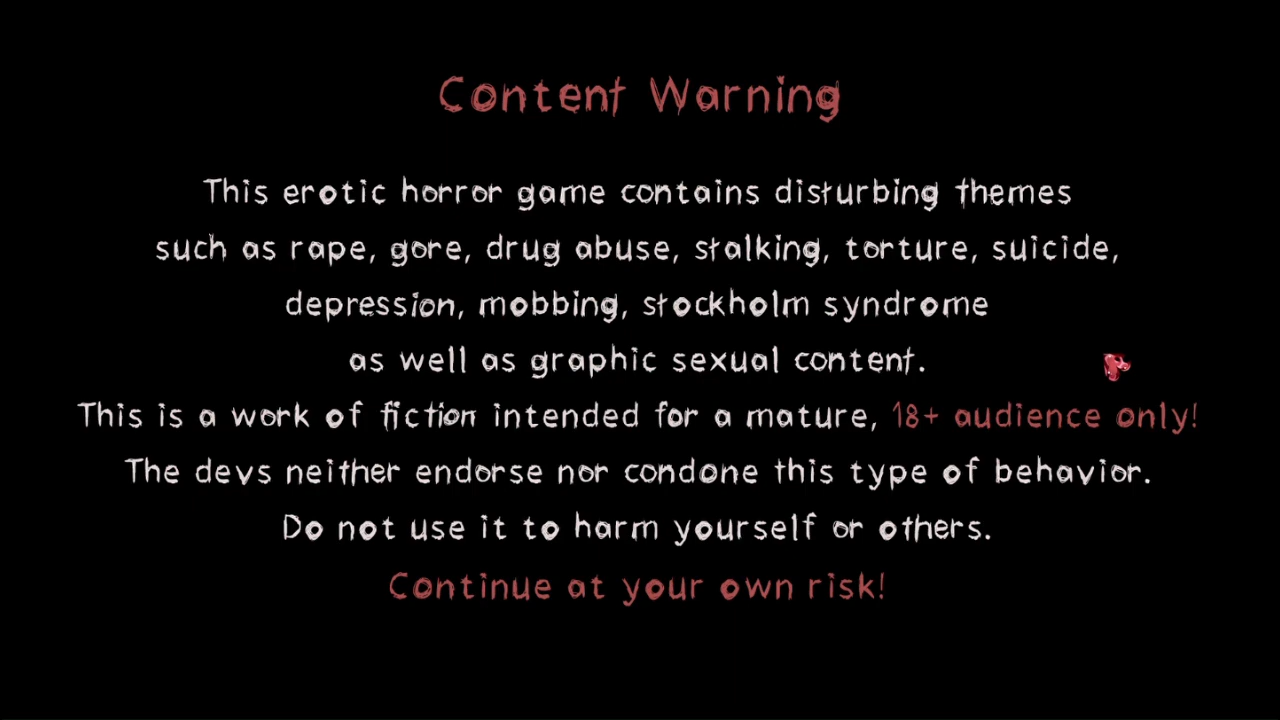 Content Warning
This erotic horror game contains disturbing themes
such as rape, gore, drug abuse, stalking, torture, suicide,
depression, mobbing, stockholm syndrome
as well as graphic sexual content.
This is a work of fiction intended for a mature, 18+ audience only!
The devs neither endorse nor condone this type of behavior.
Do not use it to harm yourself or others.
Continue at your own risk!